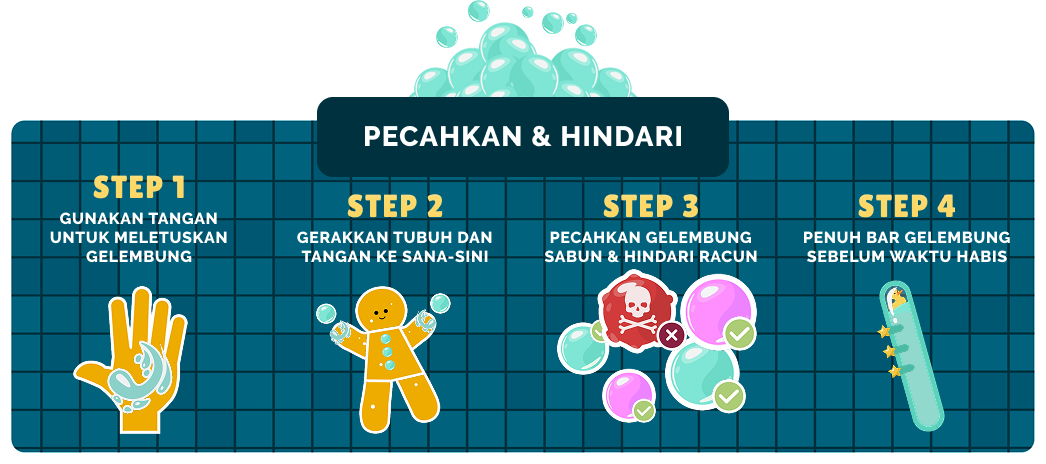 PECAHKAN & HINDARI
STEP 1
GUNAKAN TANGAN
UNTUK MELETUSKAN
GELEMBUNG
STEP 2
GERAKKAN TUBUH DAN
TANGAN KE SANA-SINI
STEP 3
PECAHKAN GELEMBUNG
SABUN & HINDARI RACUN
STEP 4
PENUH BAR GELEMBUNG
SEBELUM WAKTU HABIS